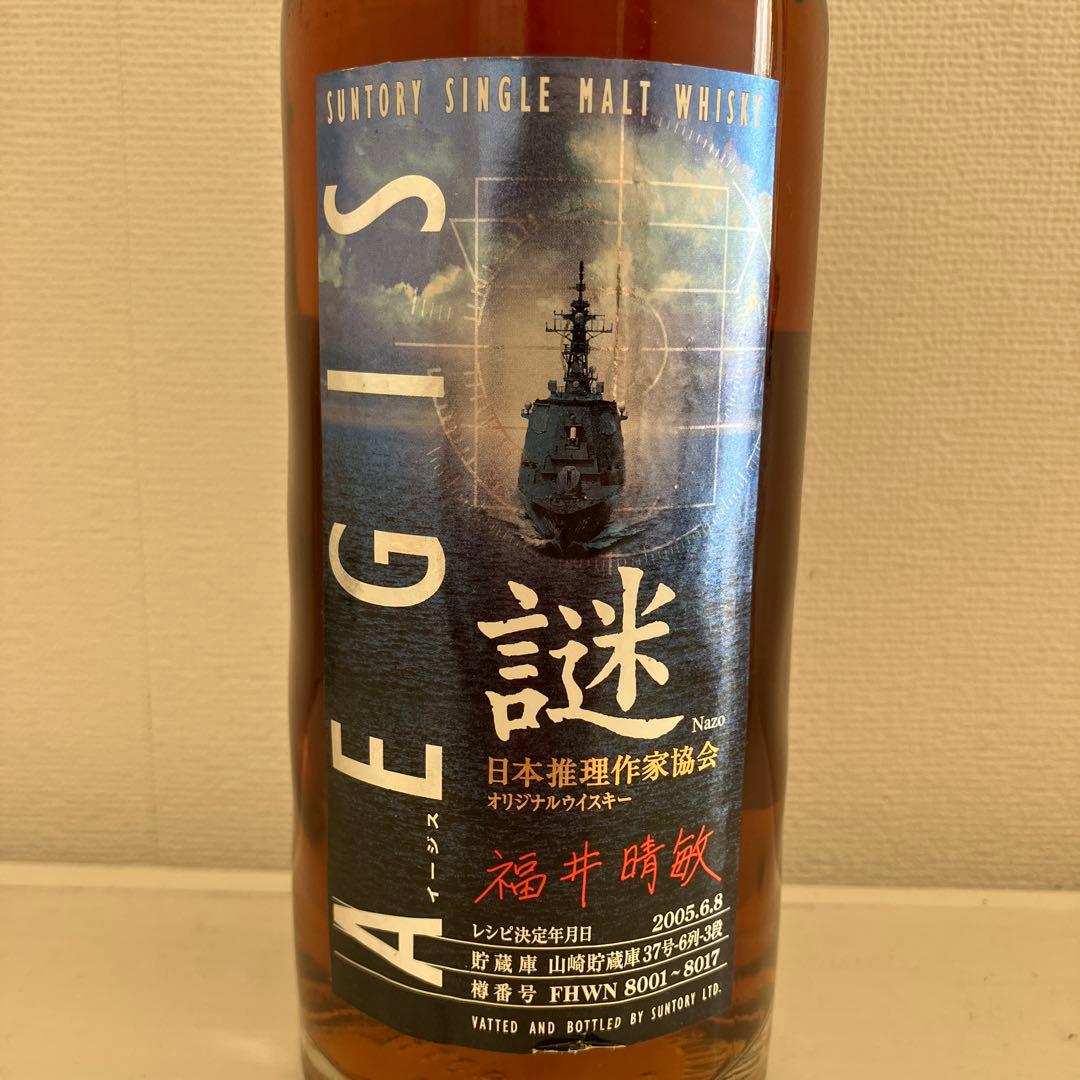 SUNTORY SINGLE MALT WHISKY
AEGIS
イージス
謎
Nazo
日本推理作家協会
オリジナルウイスキー
福井晴敏
レシピ決定年月日 2005.6.8
貯蔵庫 山崎貯蔵庫37号-6列-3段
樽番号 FHWN 8001~8017
VATTED AND BOTTLED BY SUNTORY LTD.